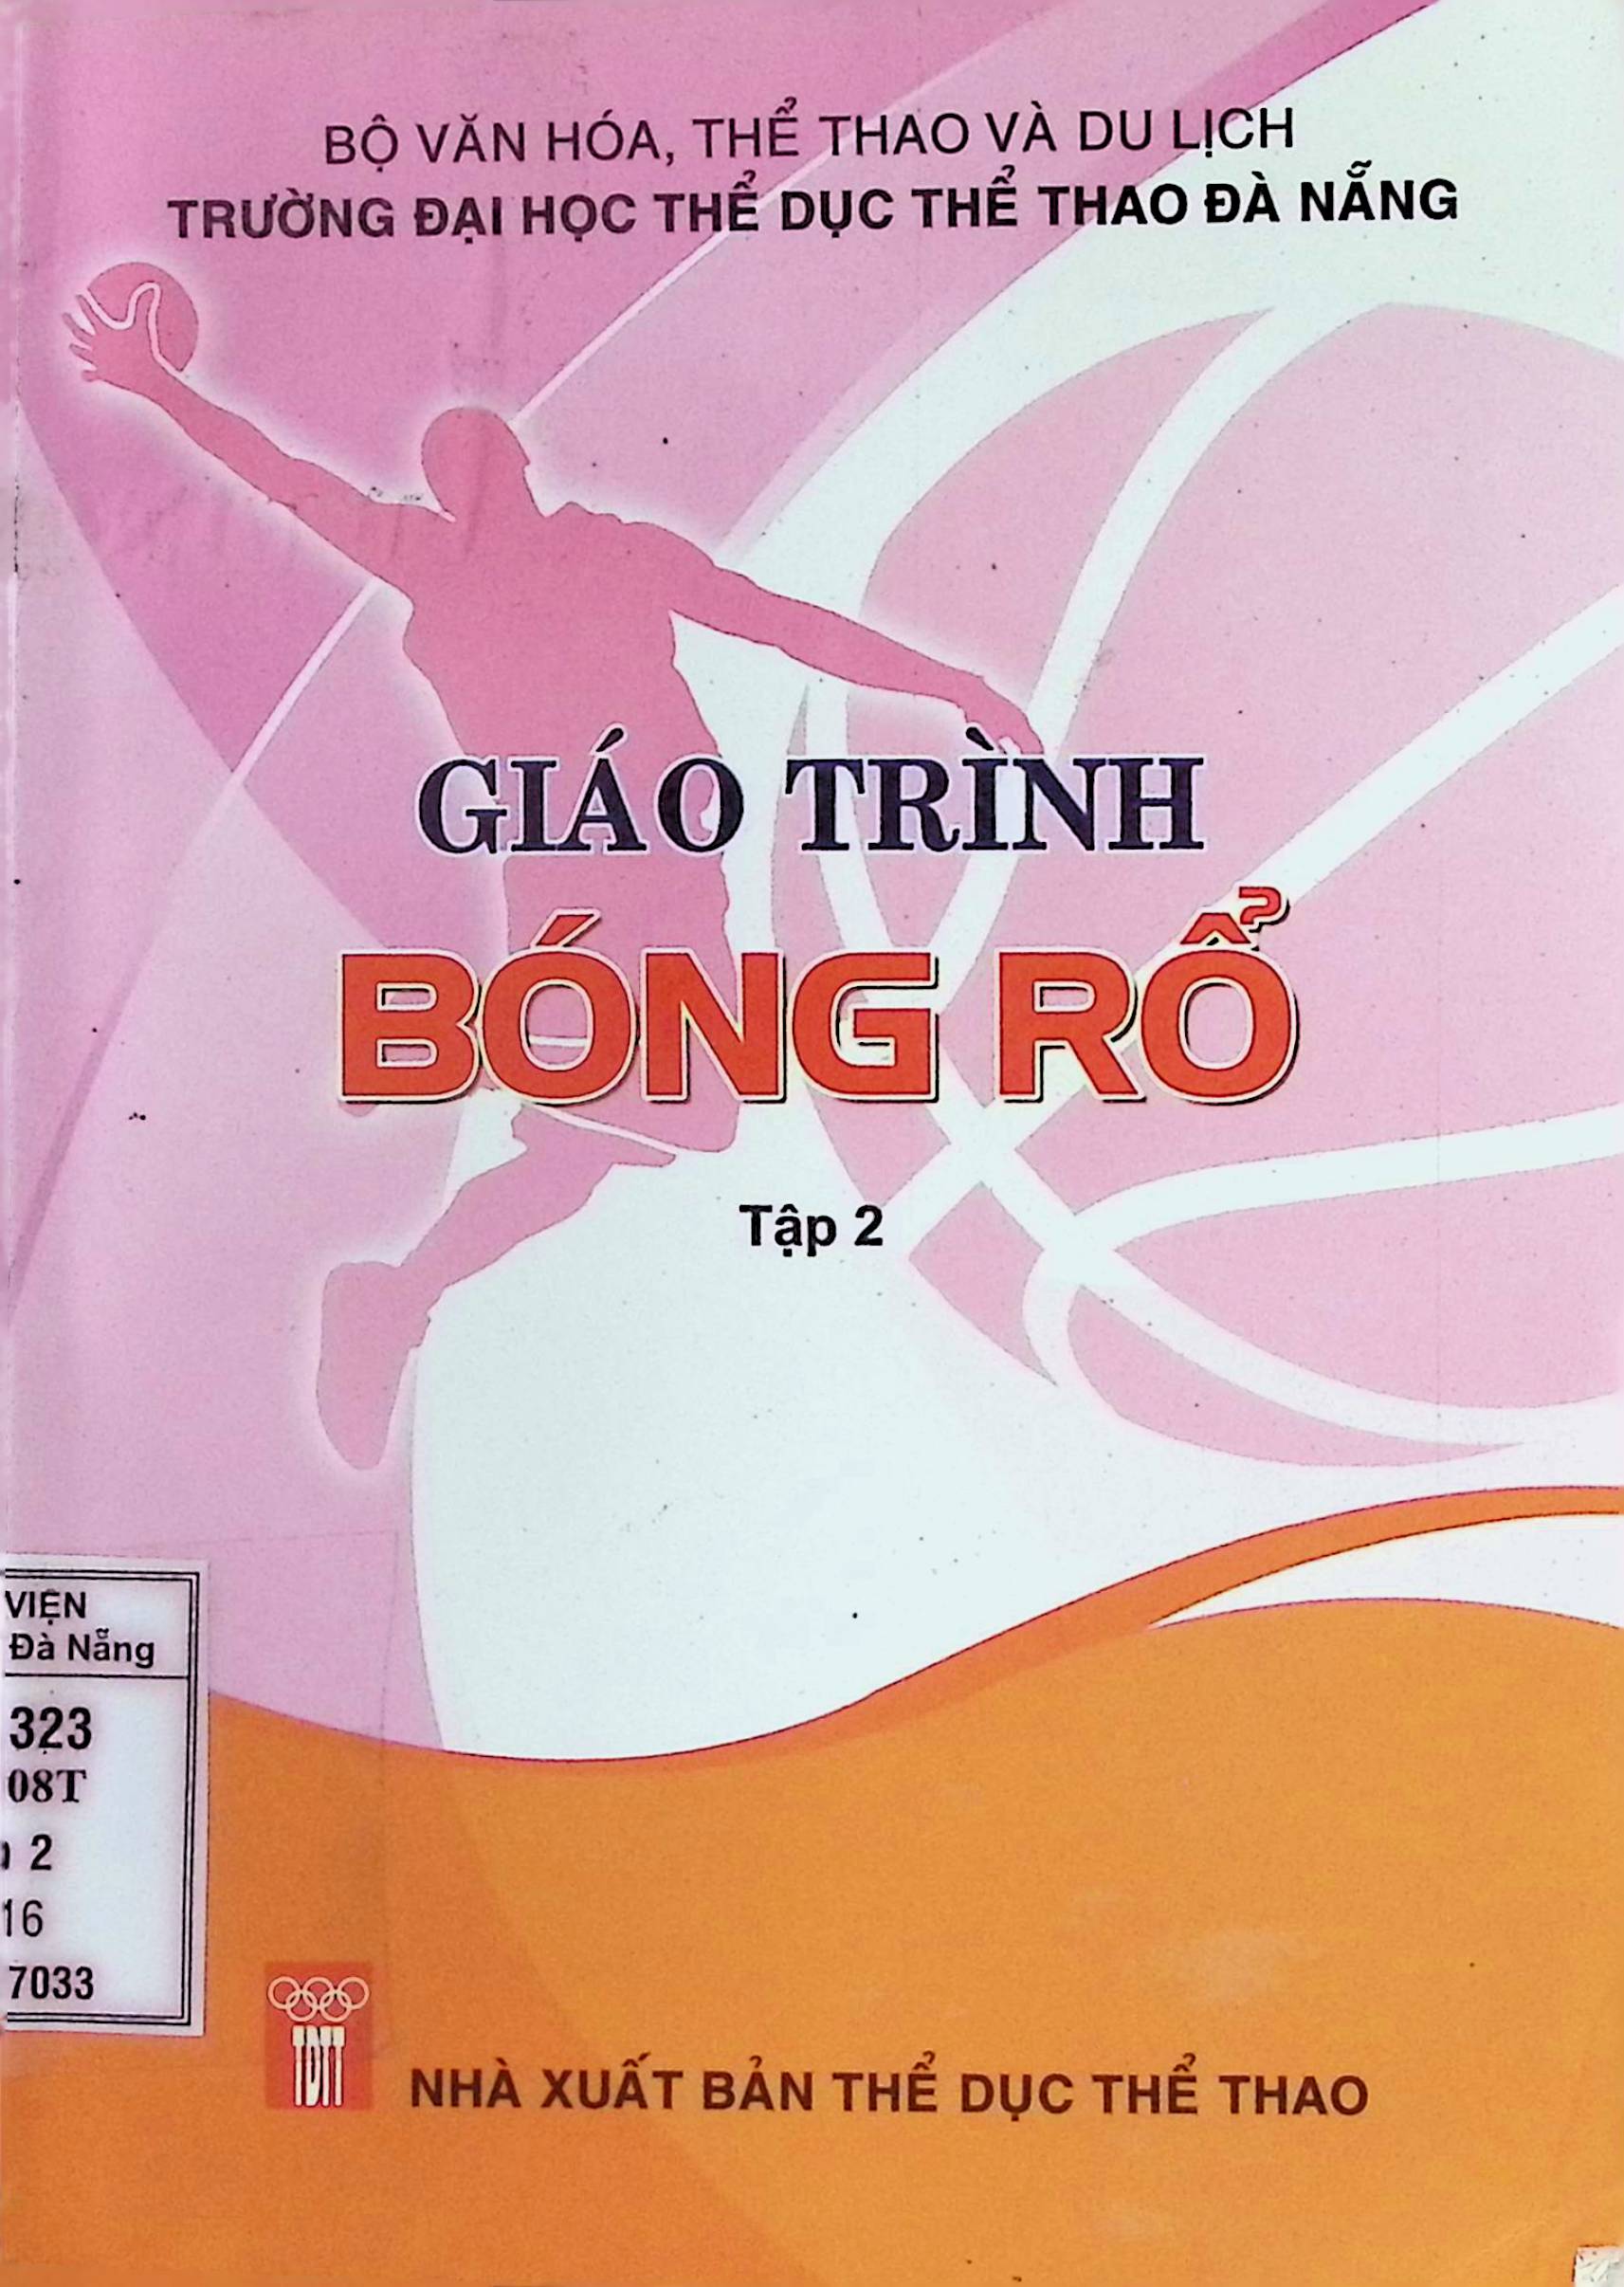 BỘ VĂN HÓA, THỂ THAO VÀ DU LỊCH
TRƯỜNG ĐẠI HỌC THỂ DỤC THỂ THAO ĐÀ NẴNG
GIÁO TRÌNH
BÓNG RỔ
Tập 2
VIỆN
Đà Nẵng
323
08T
2
16
7033
TDTT
NHÀ XUẤT BẢN THỂ DỤC THỂ THAO